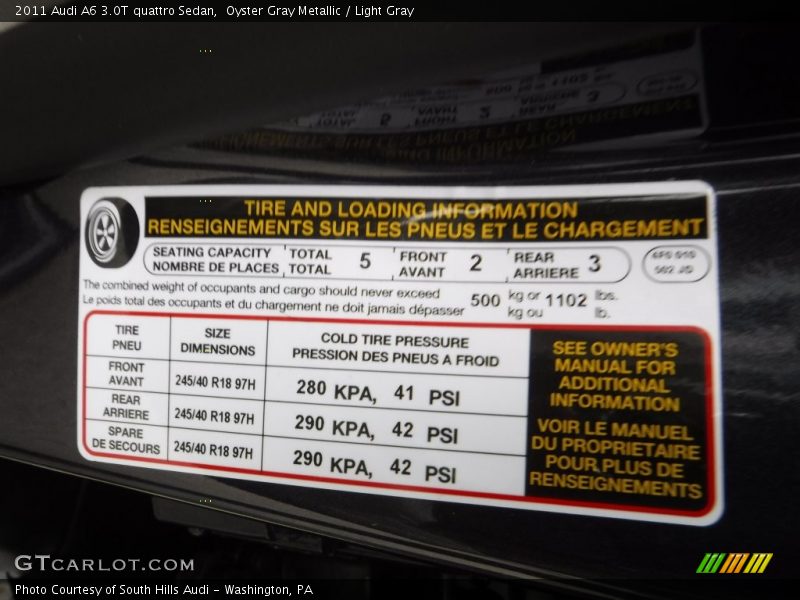 2011 Audi A6 3.0T quattro Sedan,  Oyster Gray Metallic / Light Gray
TIRE AND LOADING INFORMATION
RENSEIGNEMENTS SUR LES PNEUS ET LE CHARGEMENT
SEATING CAPACITY TOTAL 5 FRONT 2 REAR 3
NOMBRE DE PLACES TOTAL AVANT ARRIERE
The combined weight of occupants and cargo should never exceed 500 kg or 1102 lbs.
Le poids total des occupants et du chargement ne doit jamais dépasser kg ou lb.
TIRE SIZE COLD TIRE PRESSURE
PNEU DIMENSIONS PRESSION DES PNEUS A FROID
FRONT
AVANT 245/40 R18 97H 280 KPA, 41 PSI
REAR
ARRIERE 245/40 R18 97H 290 KPA, 42 PSI
SPARE
DE SECOURS 245/40 R18 97H 290 KPA, 42 PSI
SEE OWNER'S
MANUAL FOR
ADDITIONAL
INFORMATION
VOIR LE MANUEL
DU PROPRIETAIRE
POUR PLUS DE
RENSEIGNEMENTS
GTCARLOT.COM
Photo Courtesy of South Hills Audi - Washington, PA